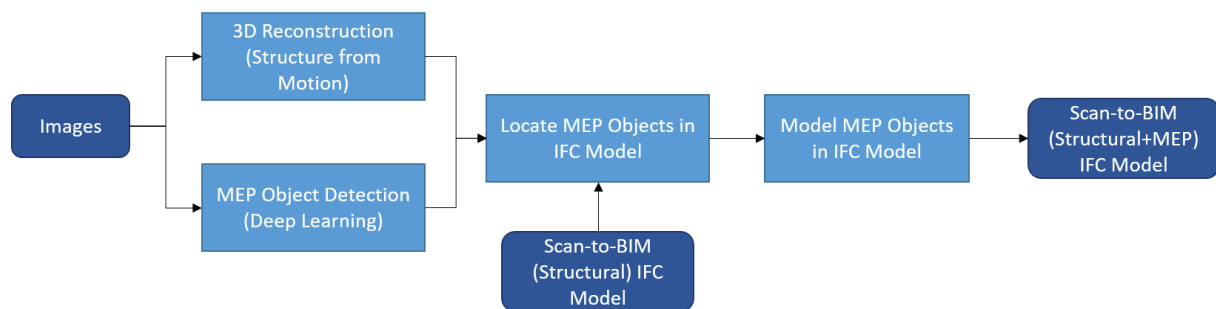 3D Reconstruction
(Structure from
Motion)
Images
MEP Object Detection
(Deep Learning)
Locate MEP Objects in
IFC Model
Scan-to-BIM
(Structural) IFC
Model
Model MEP Objects
in IFC Model
Scan-to-BIM
(Structural+MEP)
IFC Model